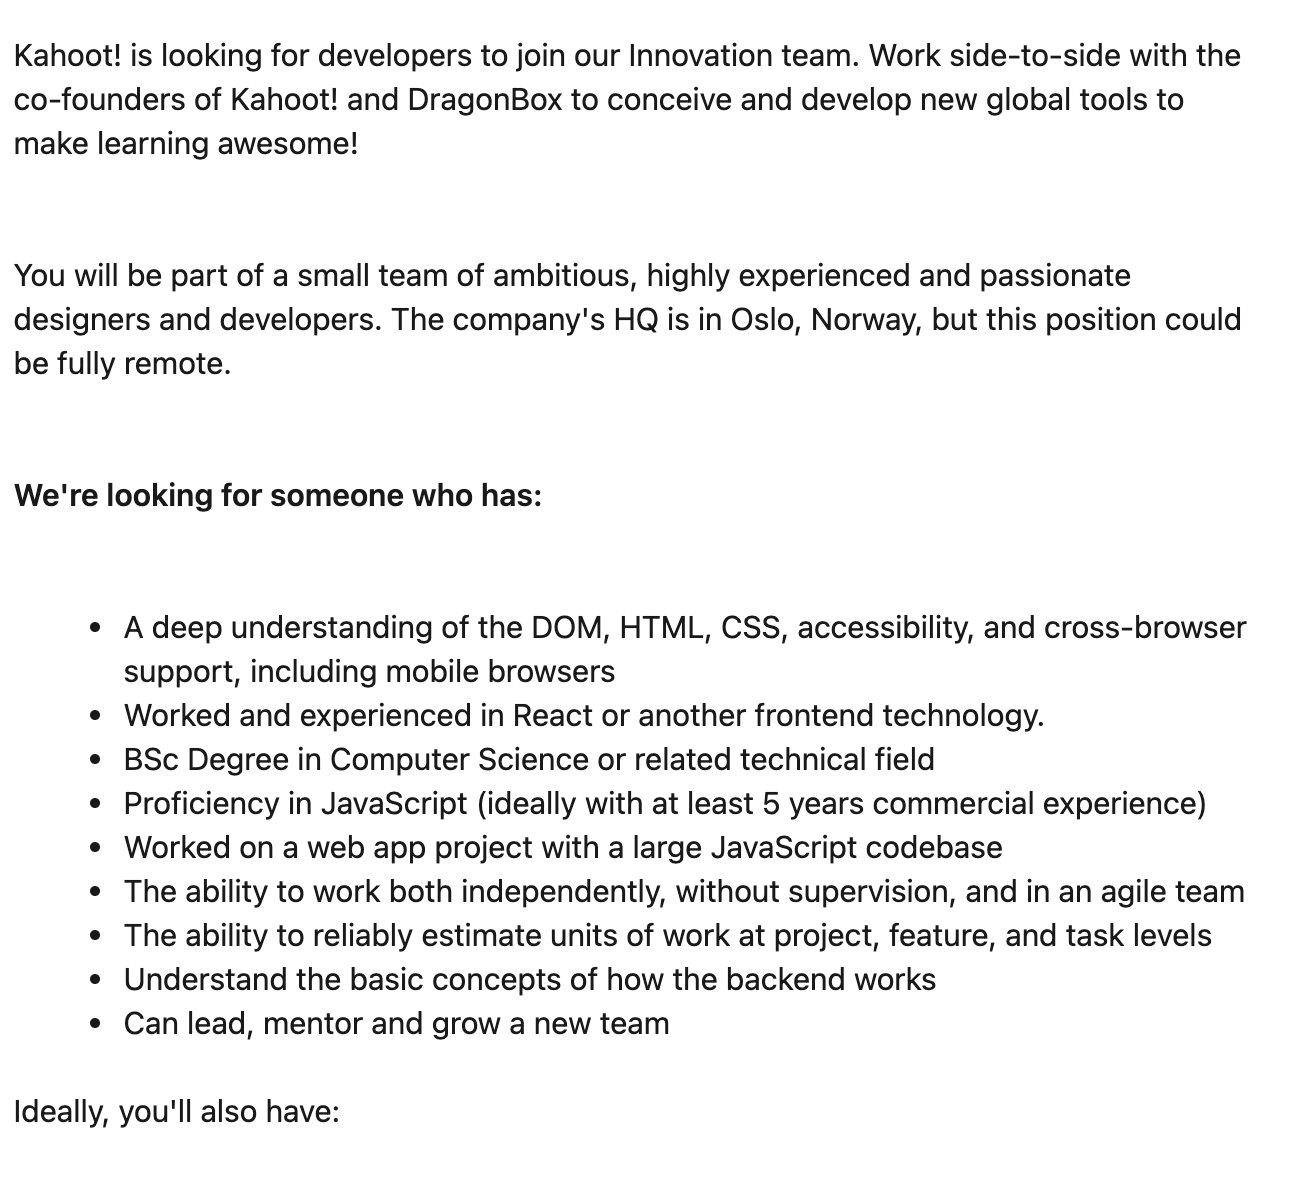 Kahoot! is looking for developers to join our Innovation team. Work side-to-side with the
co-founders of Kahoot! and DragonBox to conceive and develop new global tools to
make learning awesome!
You will be part of a small team of ambitious, highly experienced and passionate
designers and developers. The company's HQ is in Oslo, Norway, but this position could
be fully remote.
We're looking for someone who has:
• A deep understanding of the DOM, HTML, CSS, accessibility, and cross-browser
support, including mobile browsers
• Worked and experienced in React or another frontend technology.
• BSc Degree in Computer Science or related technical field
• Proficiency in JavaScript (ideally with at least 5 years commercial experience)
• Worked on a web app project with a large JavaScript codebase
• The ability to work both independently, without supervision, and in an agile team
• The ability to reliably estimate units of work at project, feature, and task levels
• Understand the basic concepts of how the backend works
• Can lead, mentor and grow a new team
Ideally, you'll also have: